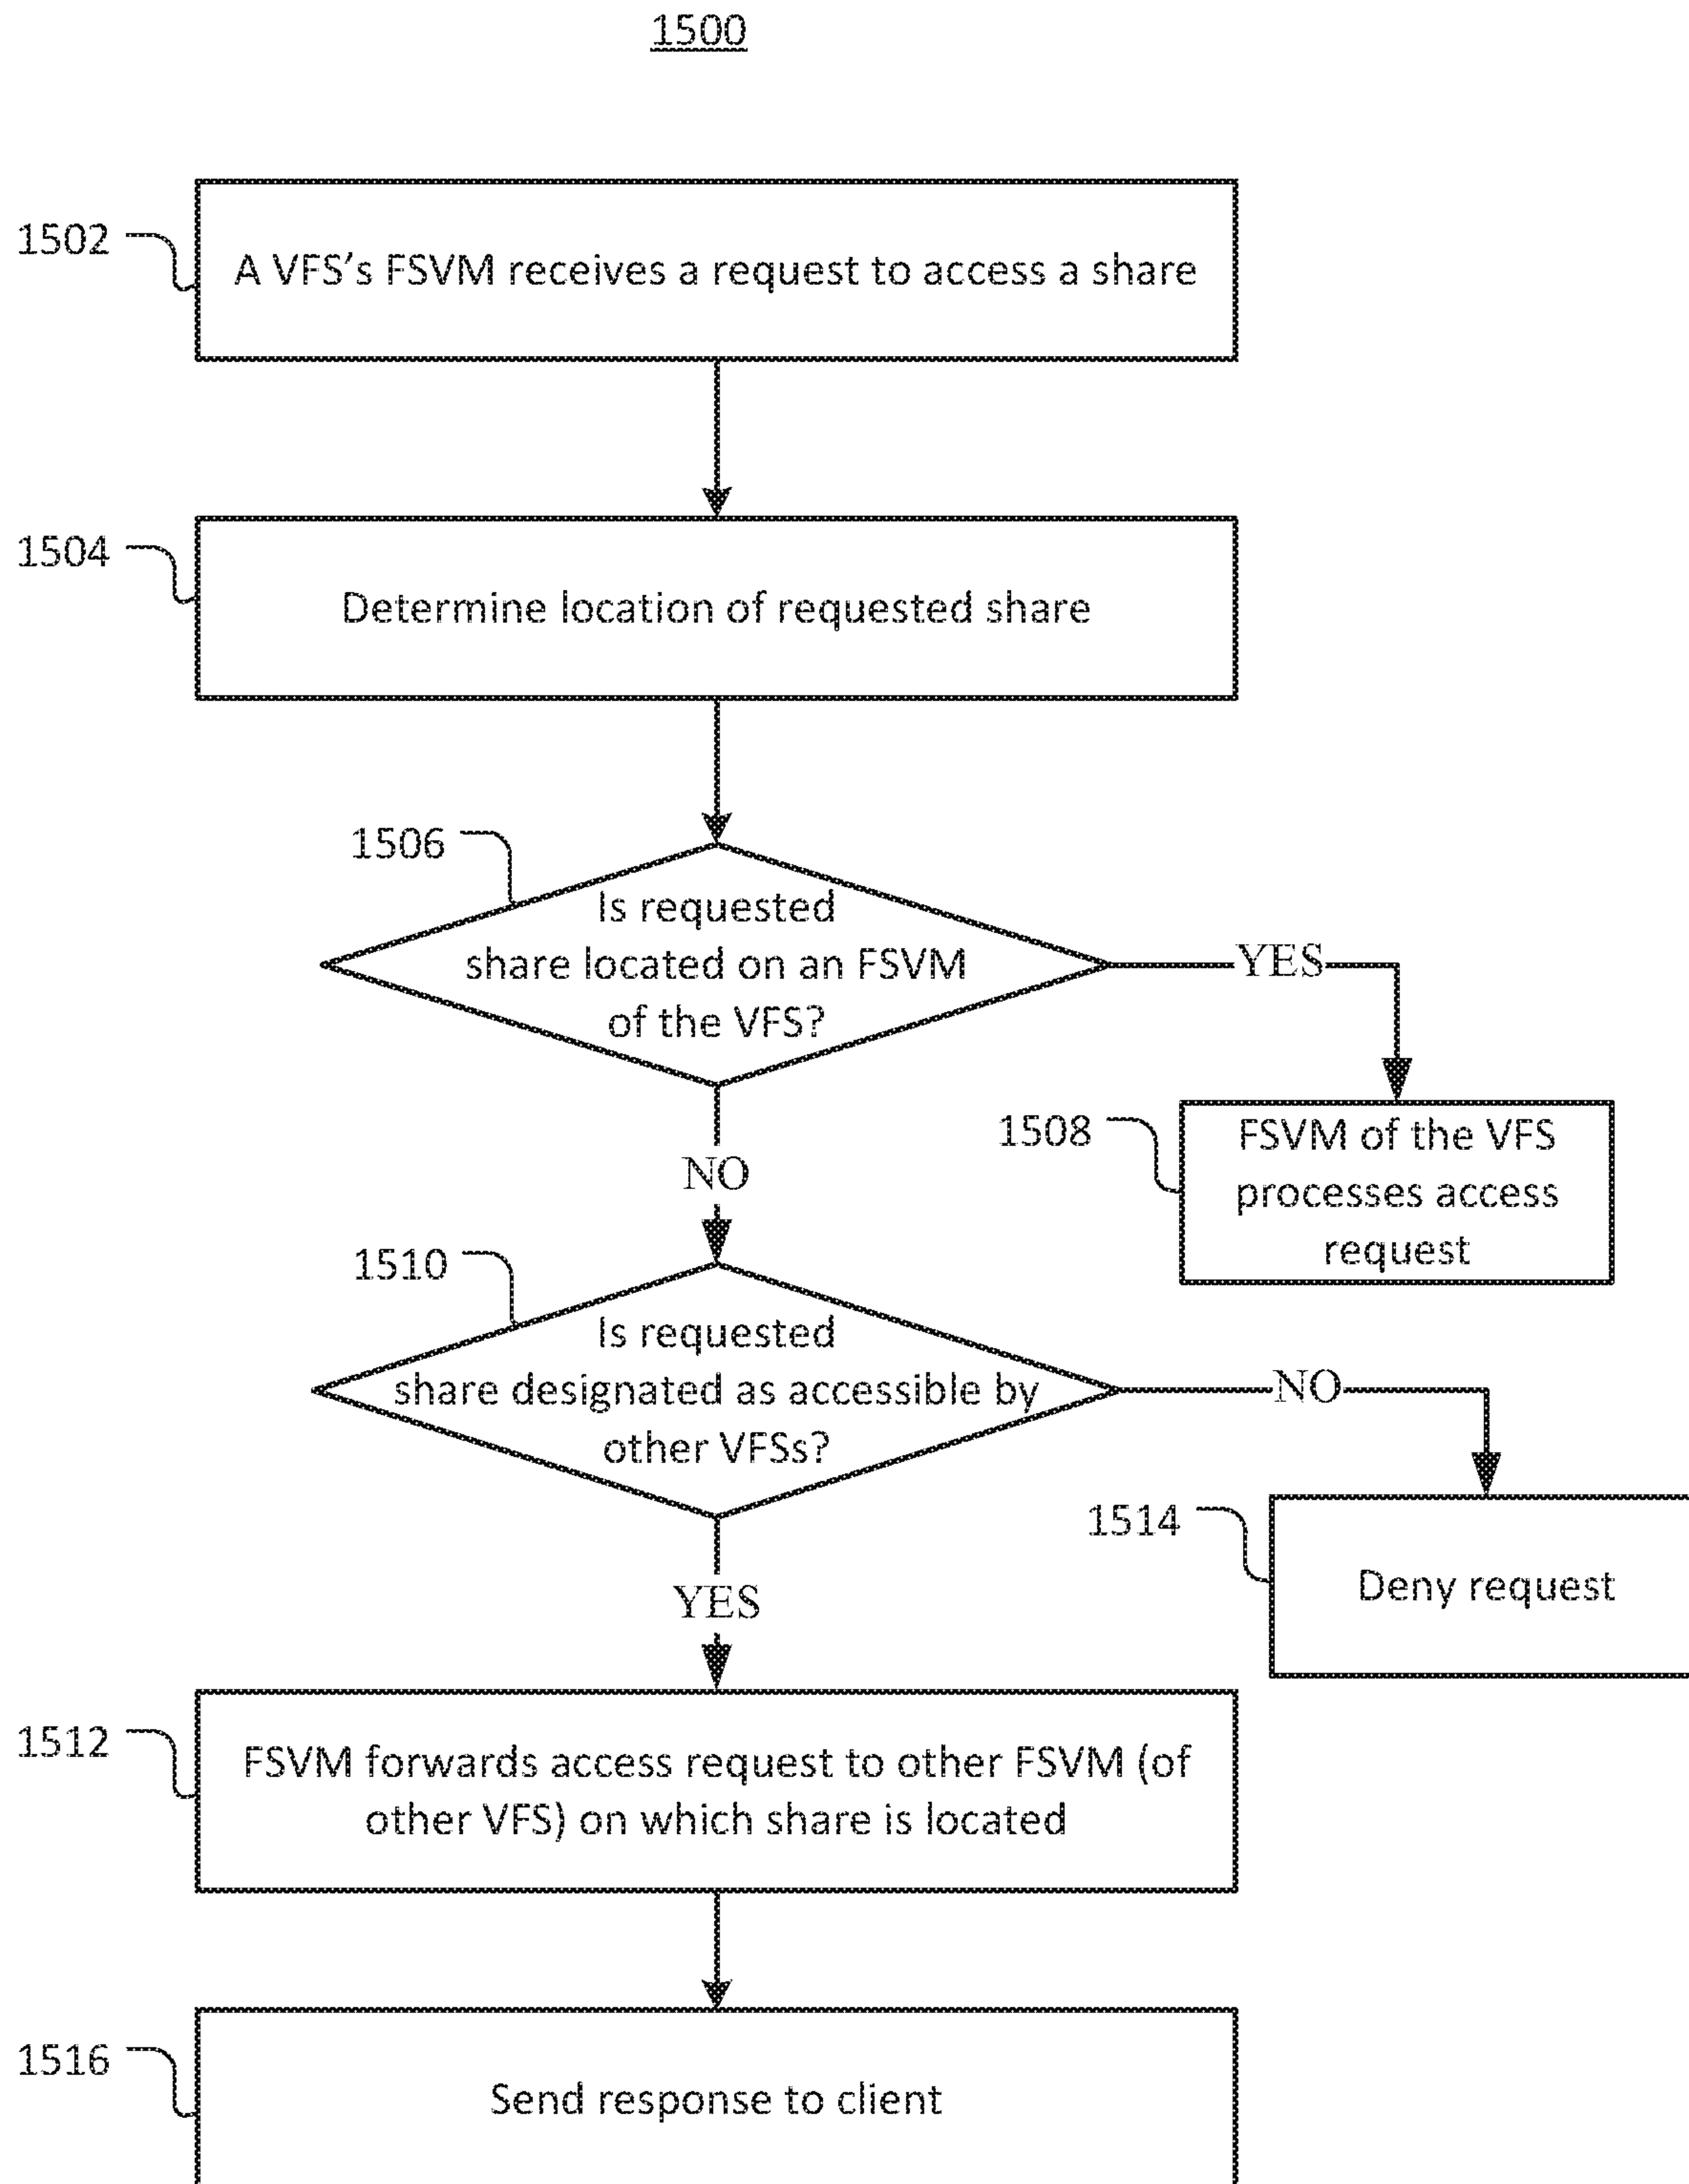 1500
1502
A VFS's FSVM receives a request to access a share
1504
Determine location of requested share
1506
Is requested
share located on an FSVM
of the VFS?
YES
1508
FSVM of the VFS
processes access
request
NO
1510
Is requested
share designated as accessible by
other VFSs?
NO
1514
Deny request
YES
1512
FSVM forwards access request to other FSVM (of
other VFS) on which share is located
1516
Send response to client